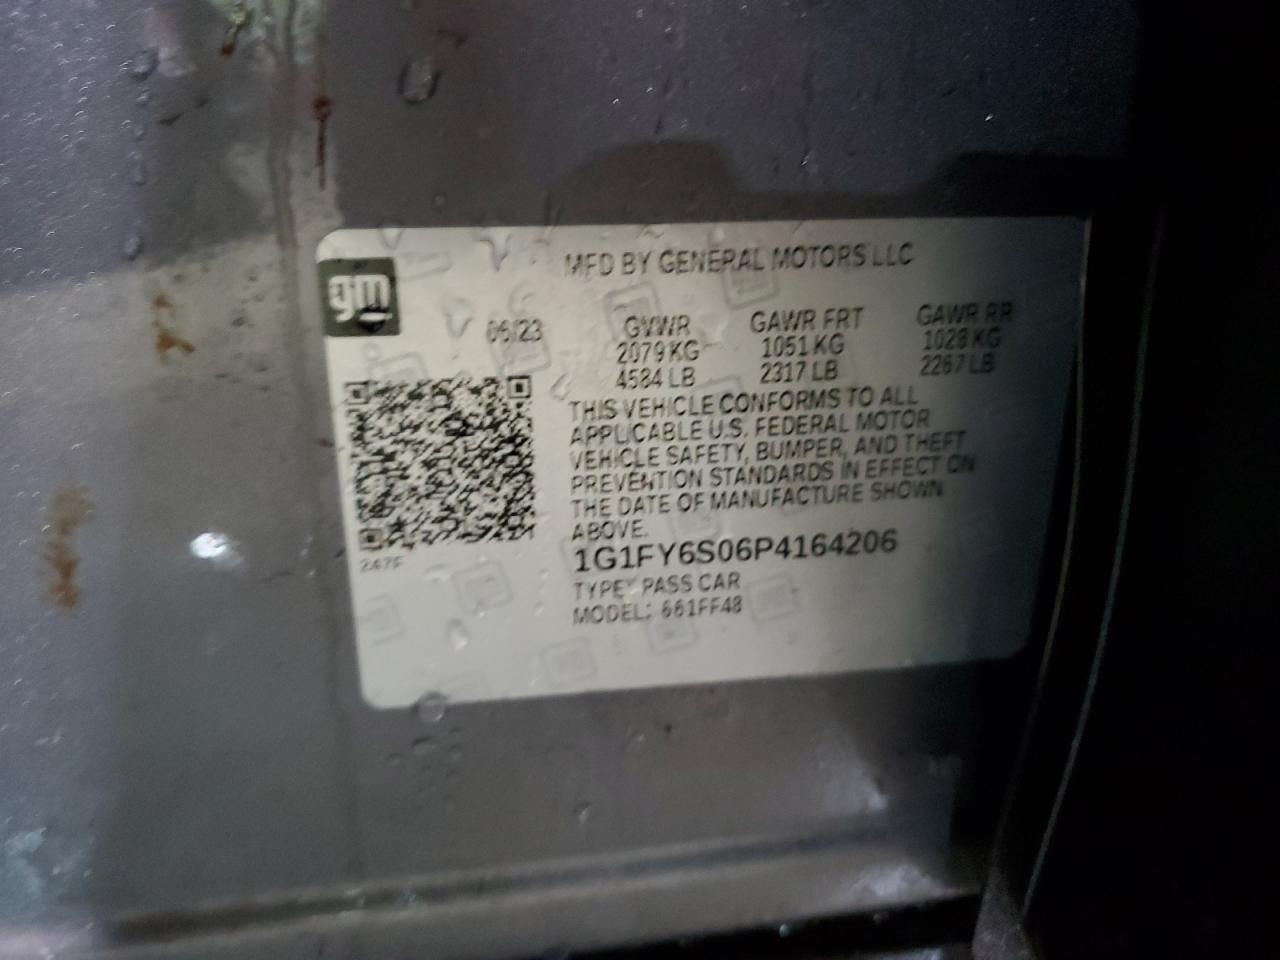 gm
MFD BY GENERAL MOTORS LLC
06/23
GVWR GAWR FRT GAWR RR
2079 KG 1051 KG 1028 KG
4584 LB 2317 LB 2267 LB
THIS VEHICLE CONFORMS TO ALL
APPLICABLE U.S. FEDERAL MOTOR
VEHICLE SAFETY, BUMPER, AND THEFT
PREVENTION STANDARDS IN EFFECT ON
THE DATE OF MANUFACTURE SHOWN
ABOVE.
1G1FY6S06P4164206
247F
TYPE: PASS CAR
MODEL: 661FF48